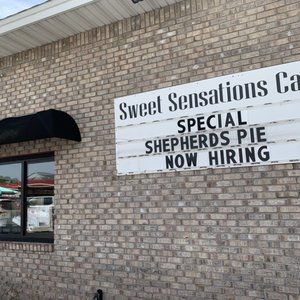 Sweet Sensations Ca
SPECIAL
SHEPHERDS PIE
NOW HIRING